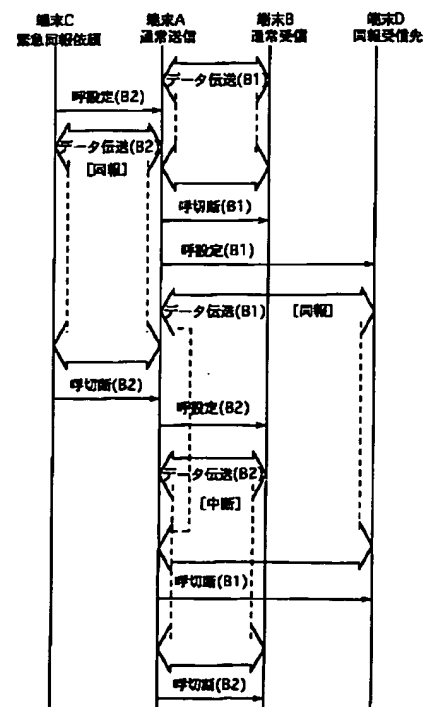 端末C
緊急同報依頼
端末A
通常送信
端末B
通常受信
端末D
同報受信先
データ伝送(B1
呼設定(B2)
データ伝送(B2
[同報]
呼切断(B1)
呼設定(B1)
データ伝送(B1)
[同報]
呼切断(B2)
呼設定(B2)
データ伝送(B2)
[中断]
呼切断(B1)
呼切断(B2)